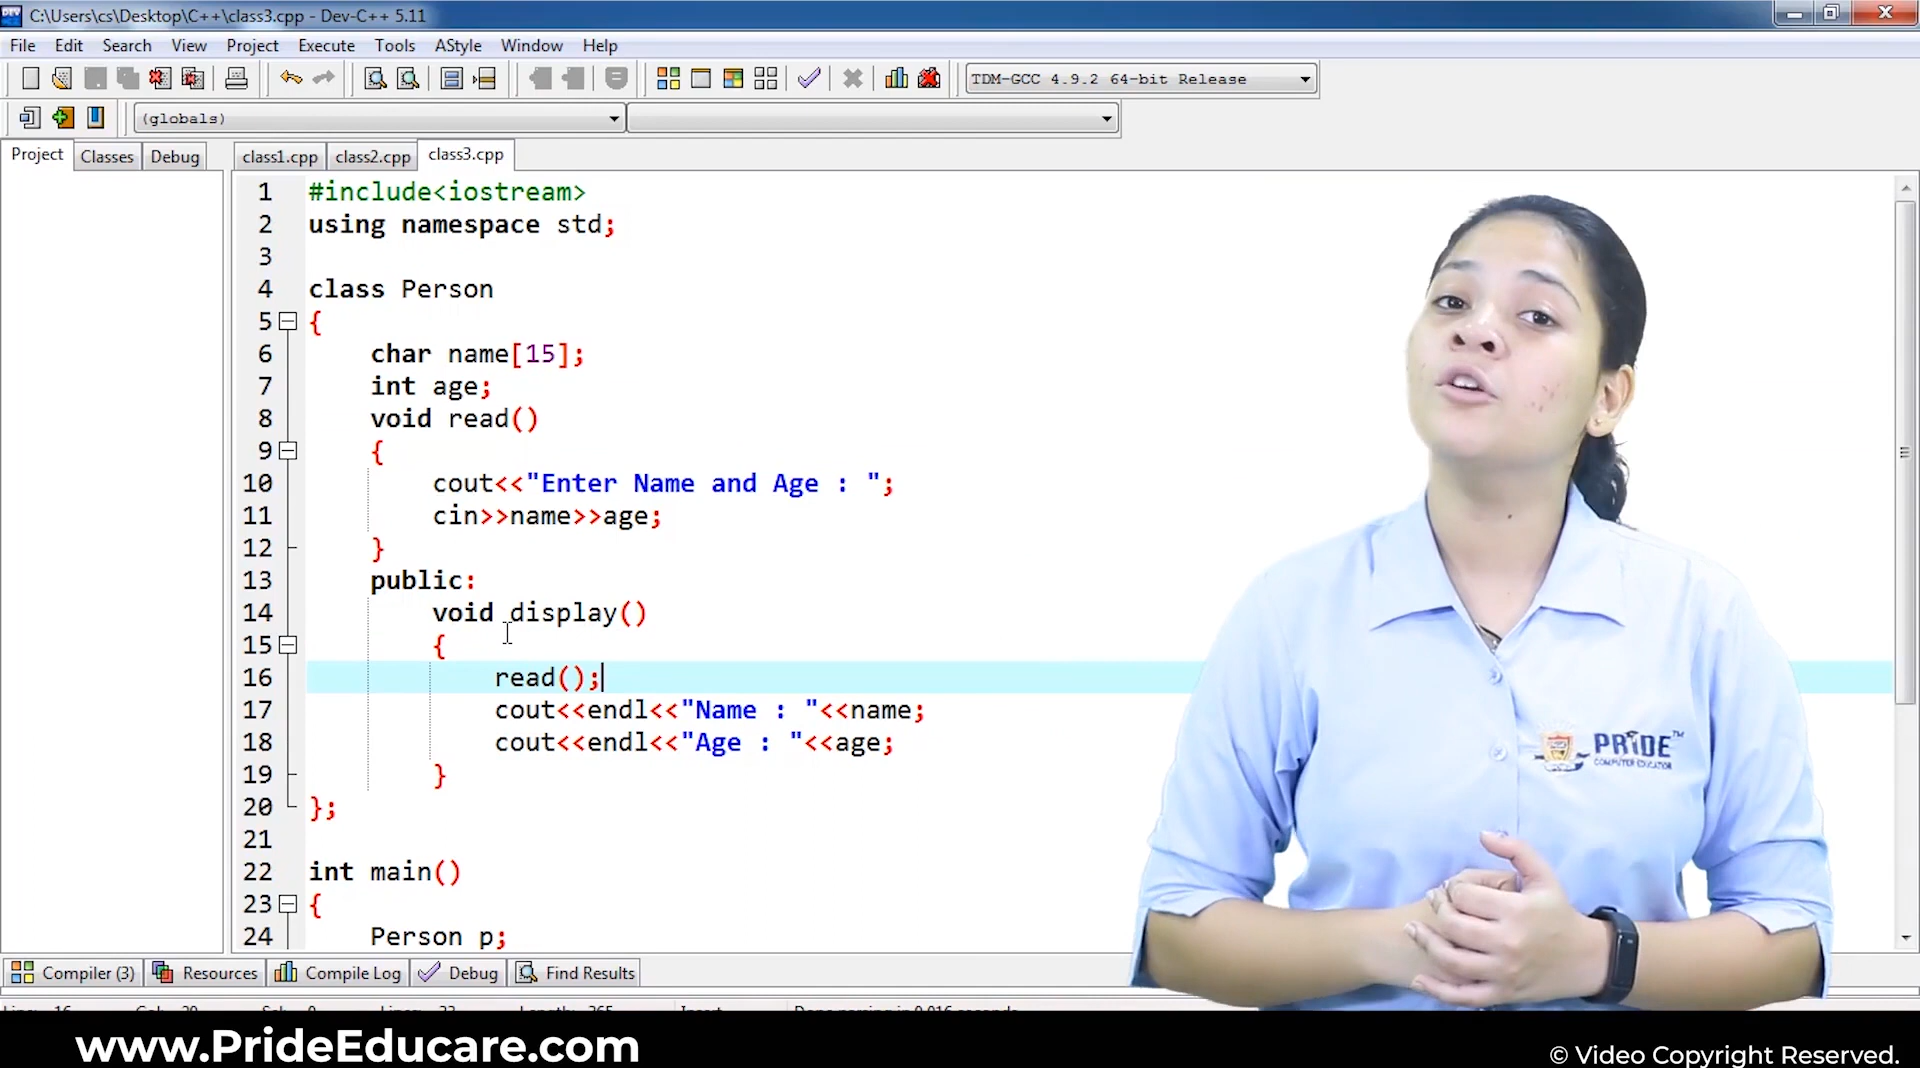 C:\Users\cs\Desktop\C++\class3.cpp - Dev-C++ 5.11
File Edit Search View Project Execute Tools AStyle Window Help
TDM-GCC 4.9.2 64-bit Release
(globals)
Project Classes Debug class1.cpp class2.cpp class3.cpp
1 #include<iostream>
2 using namespace std;
3
4 class Person
5 {
6 char name[15];
7 int age;
8 void read()
9 {
10 cout<<"Enter Name and Age : ";
11 cin>>name>>age;
12 }
13 public:
14 void display()
15 {
16 read();
17 cout<<endl<<"Name : "<<name;
18 cout<<endl<<"Age : "<<age;
19 }
20 };
21
22 int main()
23 {
24 Person p;
PRIDE™
COMPUTER EDUCATOR
Compiler (3) Resources Compile Log Debug Find Results
www.PrideEducare.com
© Video Copyright Reserved.